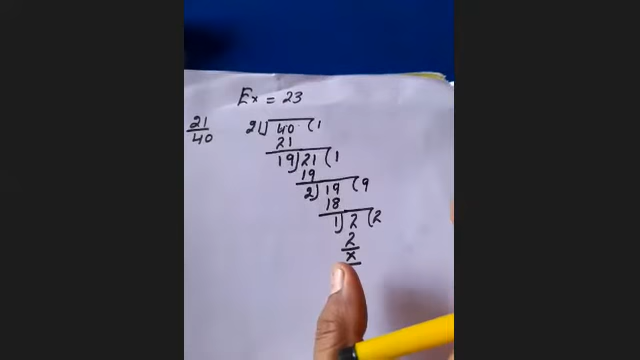 Ex = 23
21/40
21) 40 (1
21
19) 21 (1
19
2) 19 (9
18
1) 2 (2
2
x